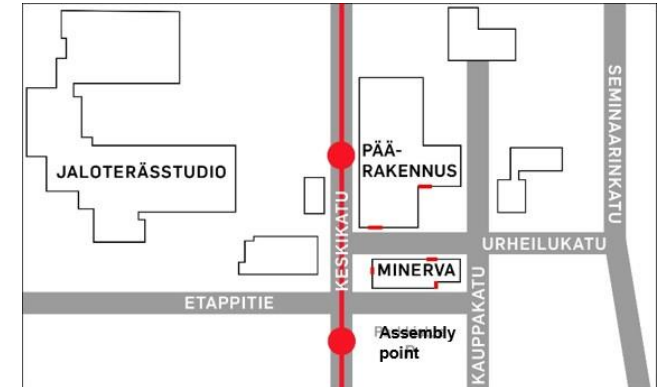 JALOTERÄSSTUDIO
PÄÄ-
RAKENNUS
KESKIKATU
SEMINAARINKATU
URHEILUKATU
MINERVA
KAUPPAKATU
ETAPPITIE
Assembly
point